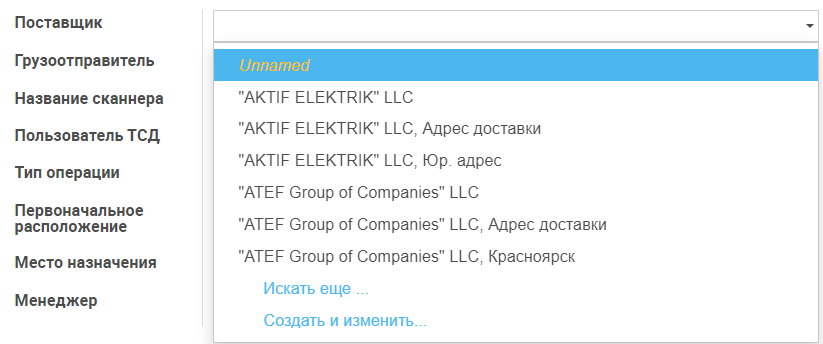 Поставщик
Unnamed
Грузоотправитель
"AKTIF ELEKTRIK" LLC
Название сканнера
"AKTIF ELEKTRIK" LLC, Адрес доставки
Пользователь ТСД
"AKTIF ELEKTRIK" LLC, Юр. адрес
Тип операции
"ATEF Group of Companies" LLC
Первоначальное
расположение
"ATEF Group of Companies" LLC, Адрес доставки
"ATEF Group of Companies" LLC, Красноярск
Место назначения
Искать еще ...
Менеджер
Создать и изменить...